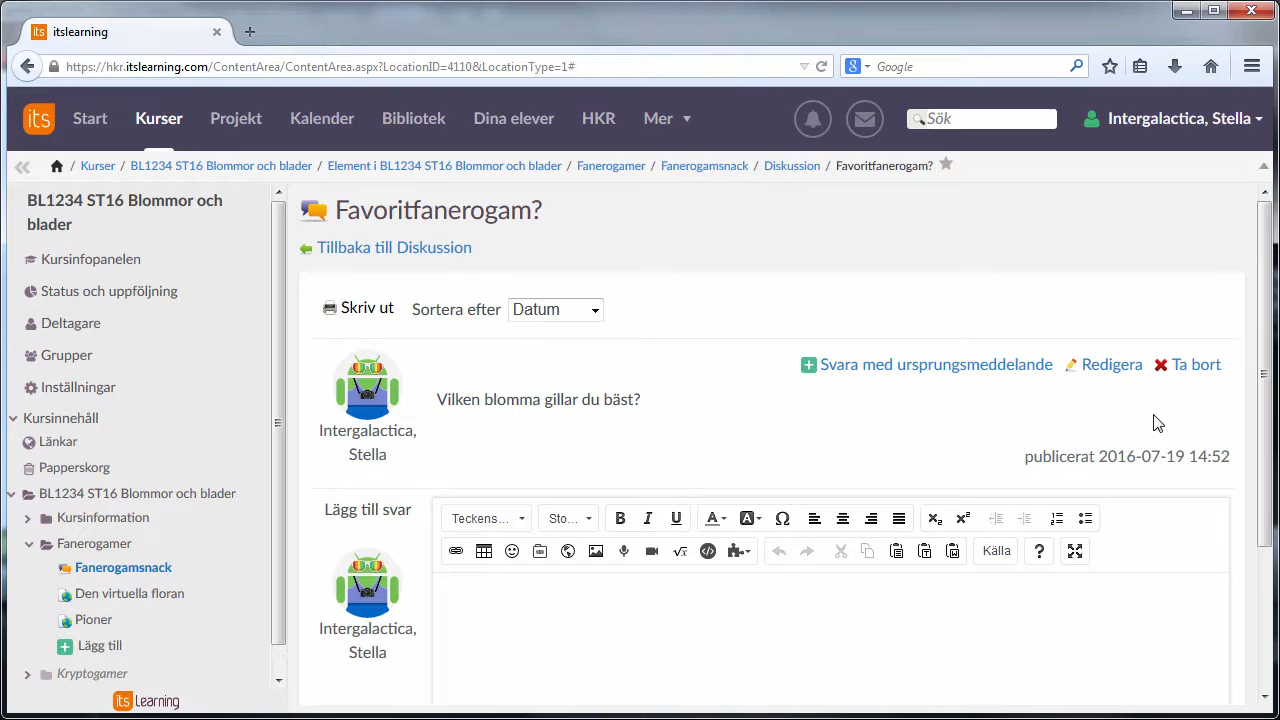 itslearning
https://hkr.itslearning.com/ContentArea/ContentArea.aspx?LocationID=4110&LocationType=1#
Google
its
Start
Kurser
Projekt
Kalender
Bibliotek
Dina elever
HKR
Mer
Sök
Intergalactica, Stella
/ Kurser / BL1234 ST16 Blommor och blader / Element i BL1234 ST16 Blommor och blader / Fanerogamer / Fanerogamsnack / Diskussion / Favoritfanerogam?
BL1234 ST16 Blommor och
blader
Kursinfopanelen
Status och uppföljning
Deltagare
Grupper
Inställningar
Kursinnehåll
Länkar
Papperskorg
BL1234 ST16 Blommor och blader
Kursinformation
Fanerogamer
Fanerogamsnack
Den virtuella floran
Pioner
Lägg till
Kryptogamer
its learning
Favoritfanerogam?
Tillbaka till Diskussion
Skriv ut
Sortera efter
Datum
Svara med ursprungsmeddelande
Redigera
Ta bort
Vilken blomma gillar du bäst?
Intergalactica,
Stella
publicerat 2016-07-19 14:52
Lägg till svar
Intergalactica,
Stella
Teckens...
Sto...
B I U A A Ω
Källa
?